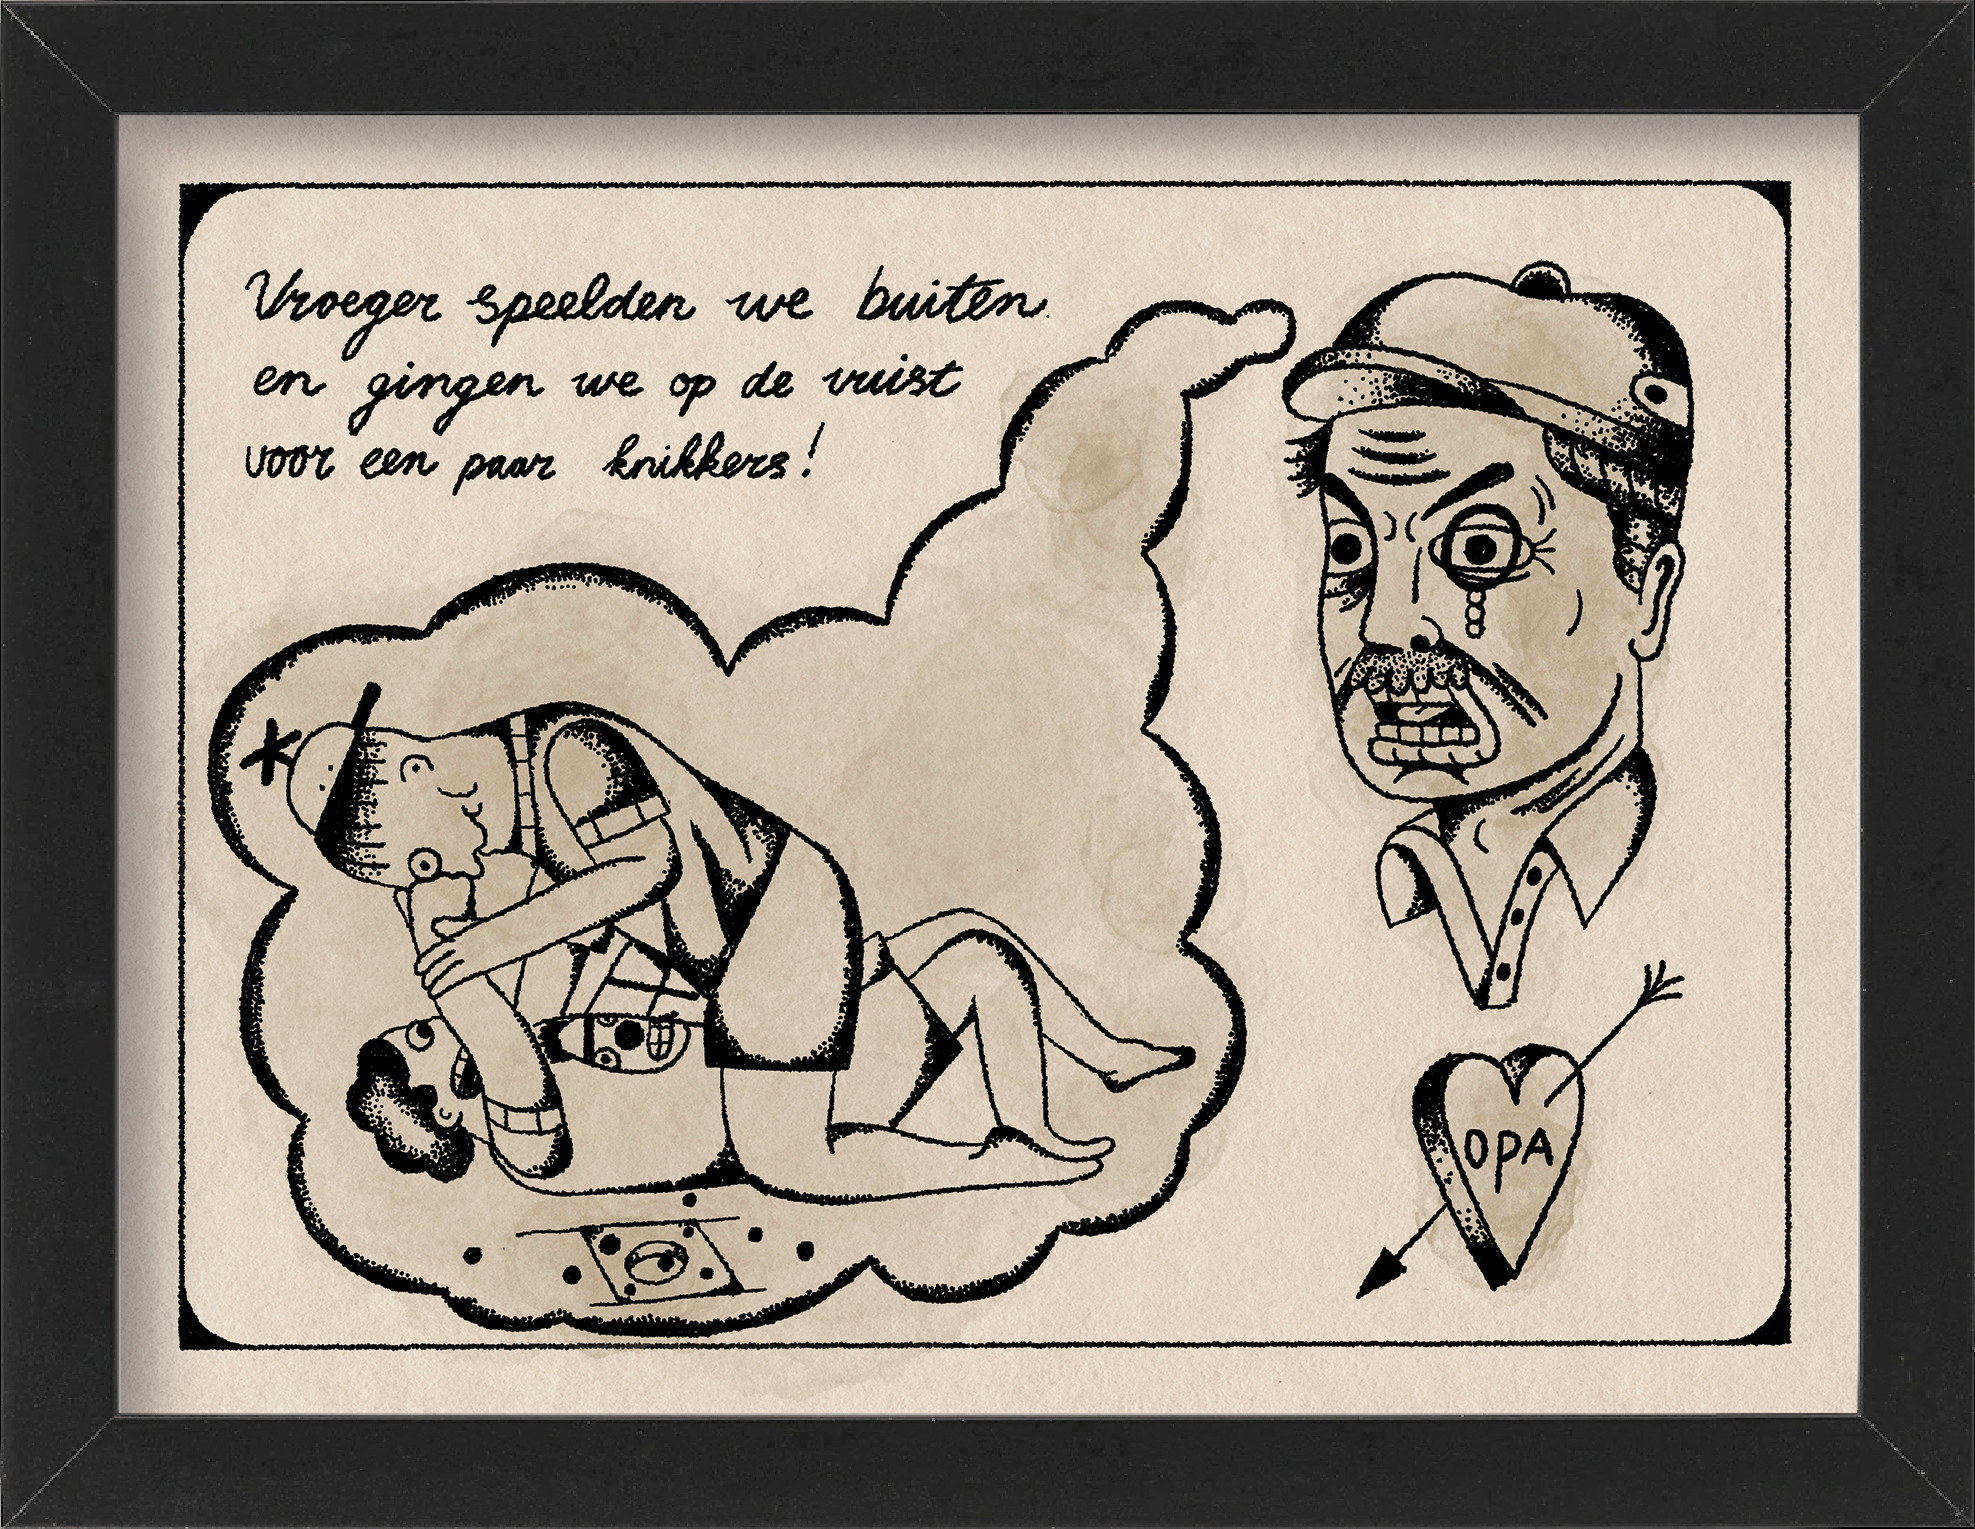 Vroeger speelden we buiten
en gingen we op de vuist
voor een paar knikkers!
OPA